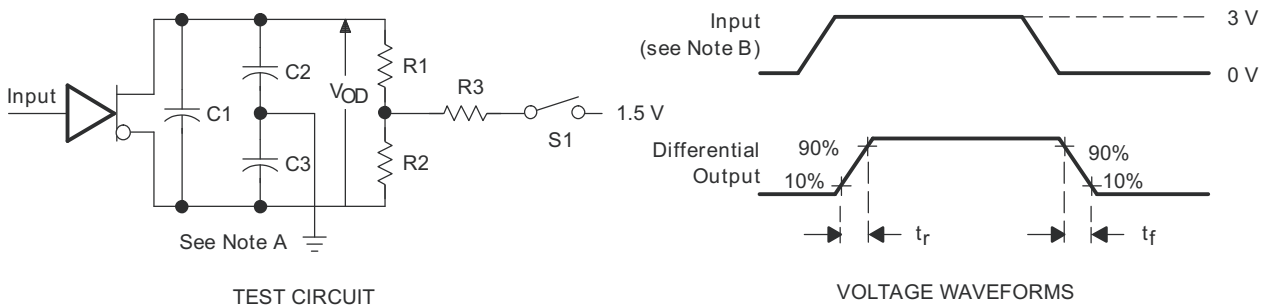 Input
C1
C2
C3
VOD
R1
R2
R3
S1
1.5 V
See Note A
TEST CIRCUIT
Input
(see Note B)
3 V
0 V
Differential
Output
90%
10%
90%
10%
tr
tf
VOLTAGE WAVEFORMS